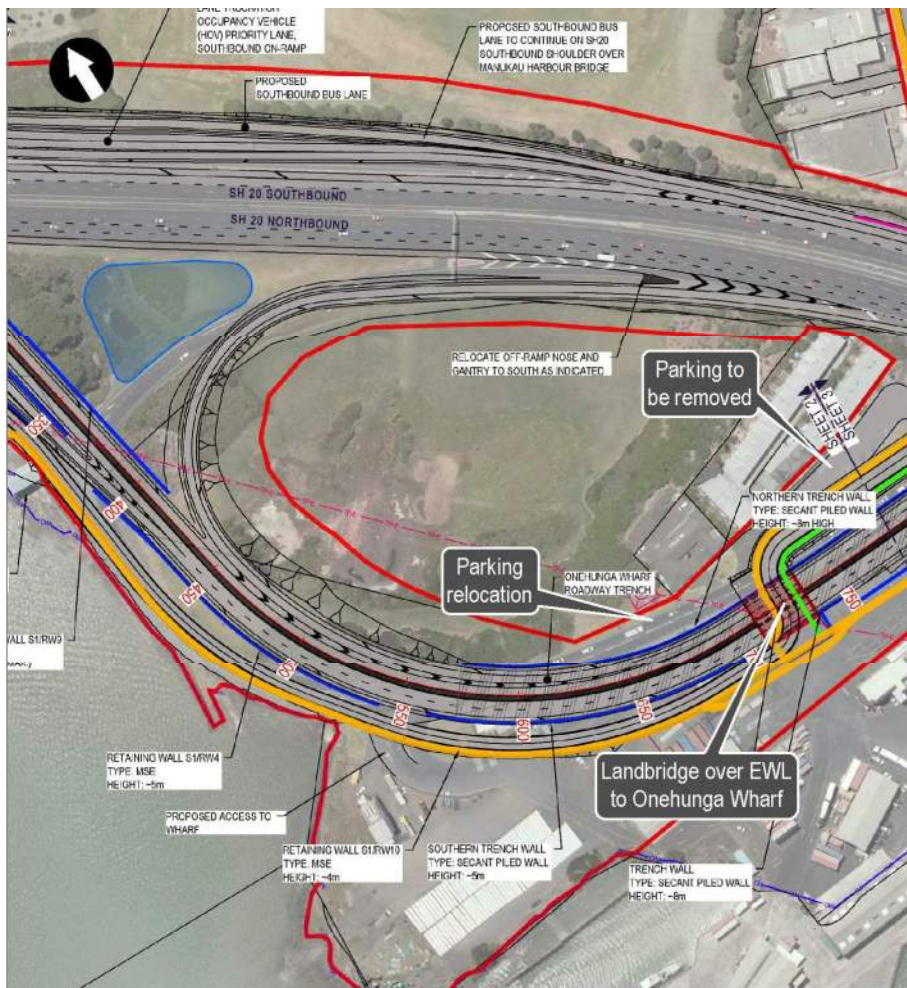 OCCUPANCY VEHICLE
(HOV) PRIORITY LANE,
SOUTHBOUND ON-RAMP
PROPOSED
SOUTHBOUND BUS LANE
PROPOSED SOUTHBOUND BUS
LANE TO CONTINUE ON SH20
SOUTHBOUND SHOULDER OVER
MANUKAU HARBOUR BRIDGE
SH 20 SOUTHBOUND
SH 20 NORTHBOUND
RELOCATE OFF-RAMP NOSE AND
GANTRY TO SOUTH AS INDICATED
Parking to
be removed
SHEET 2
SHEET 3
NORTHERN TRENCH WALL
TYPE: SECANT PILED WALL
HEIGHT: ~8m HIGH
Parking
relocation
ONEHUNGA WHARF
ROADWAY TRENCH
350
400
450
500
550
600
650
750
WALL S1/RW9
RETAINING WALL S1/RW4
TYPE: MSE
HEIGHT: ~5m
PROPOSED ACCESS TO
WHARF
RETAINING WALL S1/RW10
TYPE: MSE
HEIGHT: ~4m
SOUTHERN TRENCH WALL
TYPE: SECANT PILED WALL
HEIGHT: ~5m
Landbridge over EWL
to Onehunga Wharf
TRENCH WALL
TYPE: SECANT PILED WALL
HEIGHT: ~8m